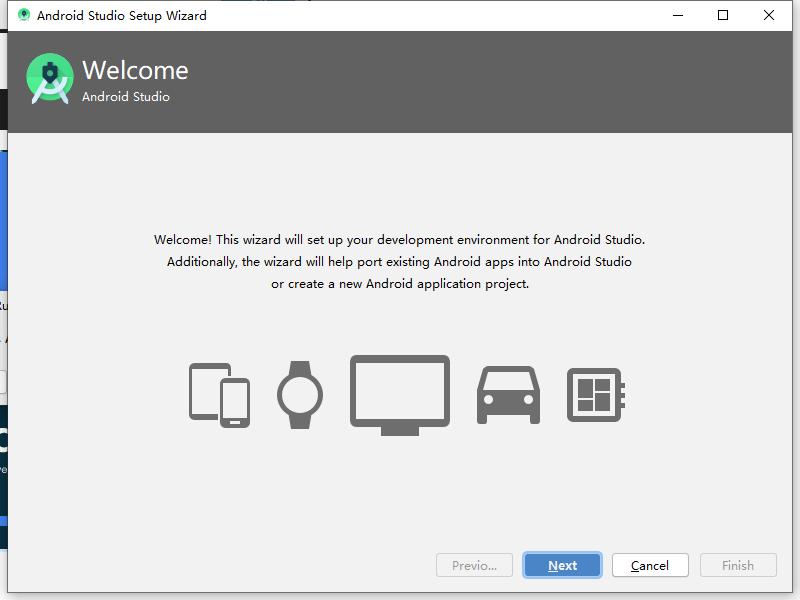 Android Studio Setup Wizard
Welcome
Android Studio
Welcome! This wizard will set up your development environment for Android Studio.
Additionally, the wizard will help port existing Android apps into Android Studio
or create a new Android application project.
Previo... Next Cancel Finish